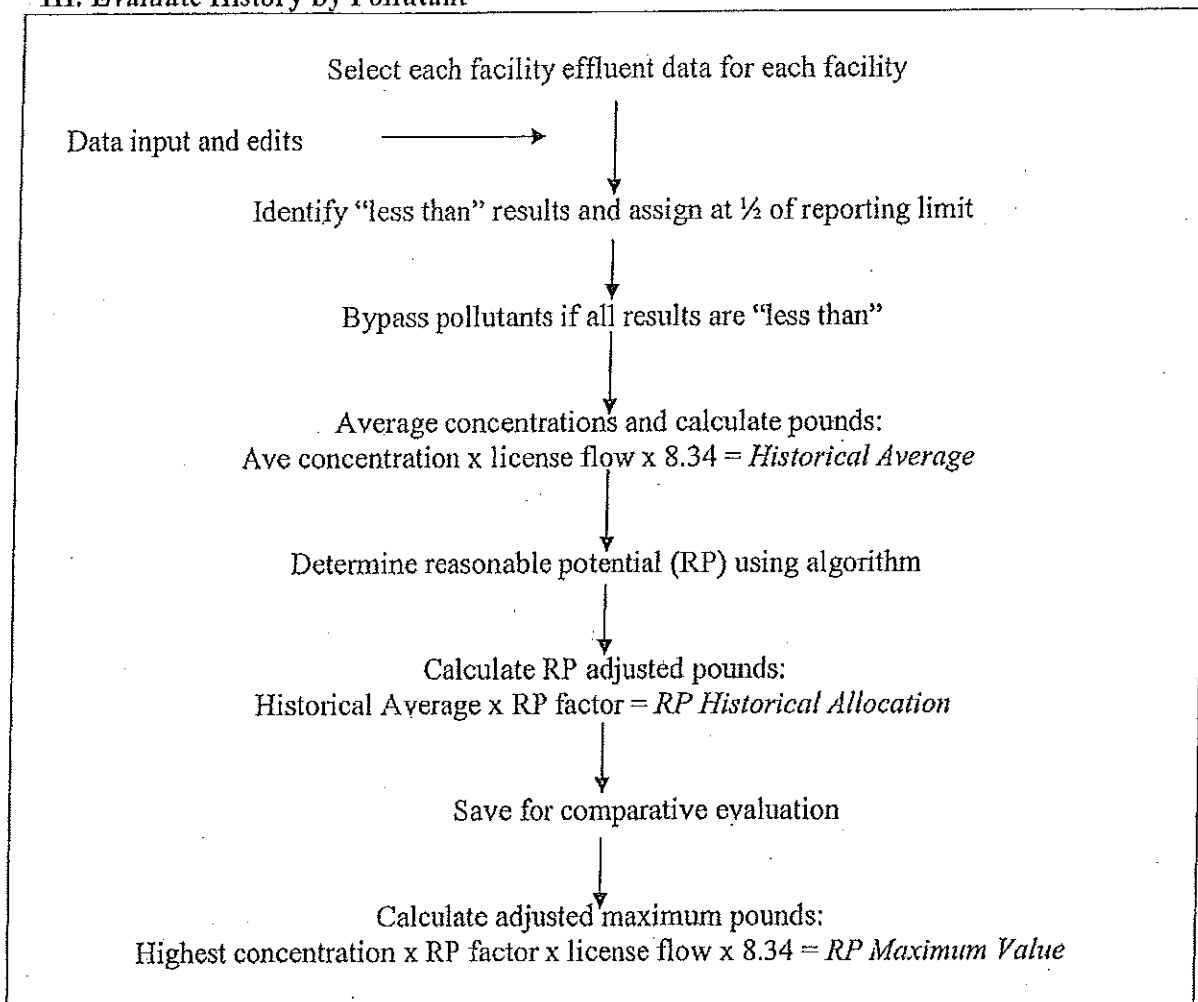 III. Evaluate History by Pollutant
Select each facility effluent data for each facility
Data input and edits
Identify “less than” results and assign at ½ of reporting limit
Bypass pollutants if all results are “less than”
Average concentrations and calculate pounds:
Ave concentration x license flow x 8.34 = Historical Average
Determine reasonable potential (RP) using algorithm
Calculate RP adjusted pounds:
Historical Average x RP factor = RP Historical Allocation
Save for comparative evaluation
Calculate adjusted maximum pounds:
Highest concentration x RP factor x license flow x 8.34 = RP Maximum Value